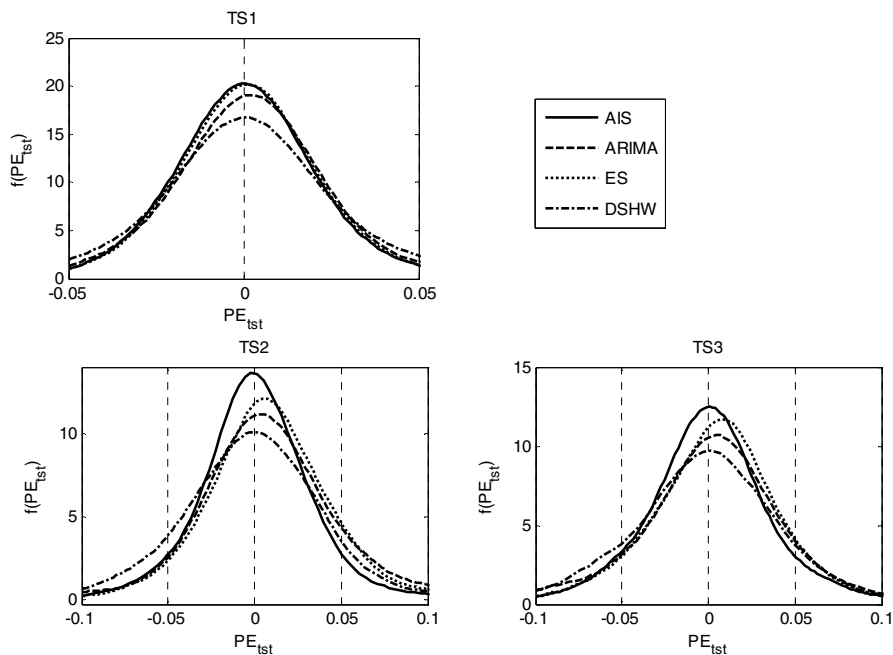 TS1
25
20
15
10
5
0
f(PE_tst)
-0.05
0
0.05
PE_tst
AIS
ARIMA
ES
DSHW
TS2
10
5
0
f(PE_tst)
-0.1
-0.05
0
0.05
0.1
PE_tst
TS3
15
10
5
0
f(PE_tst)
-0.1
-0.05
0
0.05
0.1
PE_tst